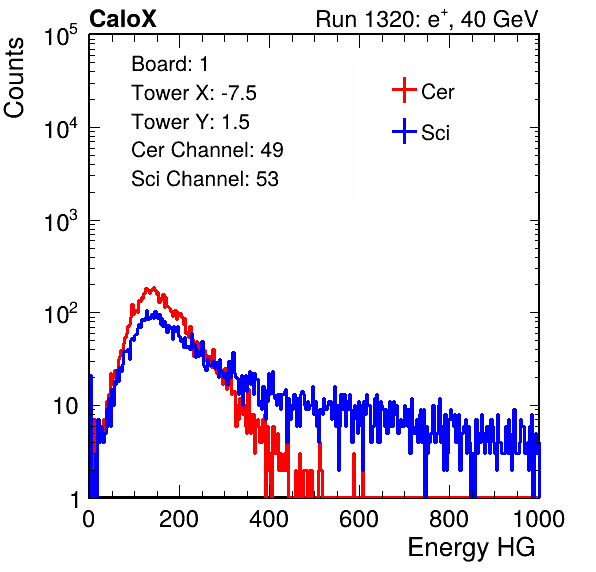 CaloX Run 1320: e⁺, 40 GeV
Counts
Board: 1
Tower X: -7.5
Tower Y: 1.5
Cer Channel: 49
Sci Channel: 53
Cer
Sci
10⁵
10⁴
10³
10²
10
1
0 200 400 600 800 1000
Energy HG